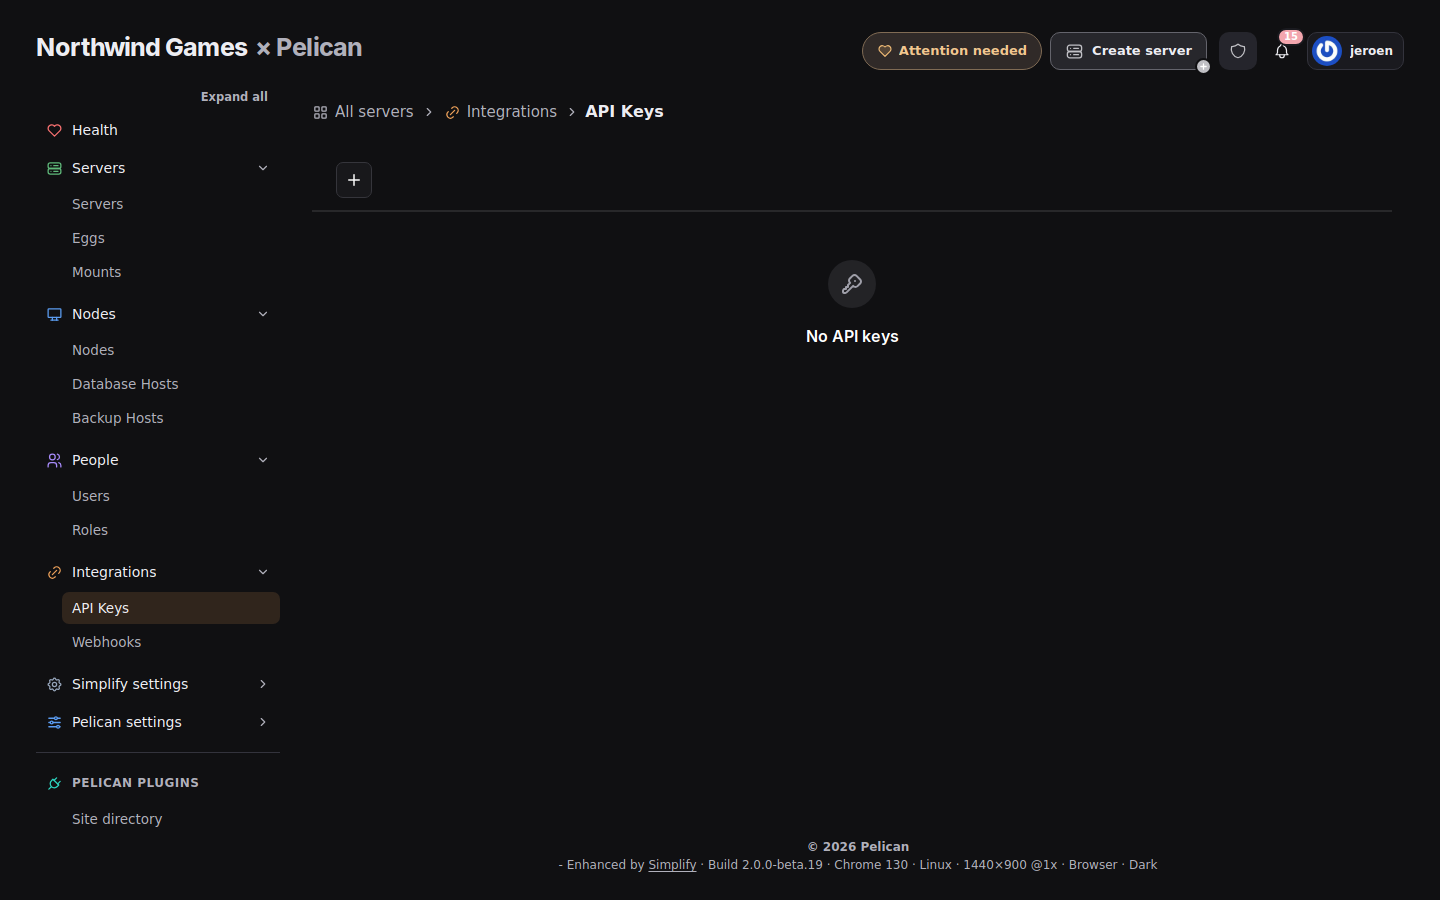 Northwind Games × Pelican
Attention needed
Create server
15
jeroen
Expand all
All servers > Integrations > API Keys
Health
Servers
Servers
Eggs
Mounts
Nodes
Nodes
Database Hosts
Backup Hosts
People
Users
Roles
Integrations
API Keys
Webhooks
Simplify settings
Pelican settings
PELICAN PLUGINS
Site directory
No API keys
© 2026 Pelican
- Enhanced by Simplify · Build 2.0.0-beta.19 · Chrome 130 · Linux · 1440×900 @1x · Browser · Dark